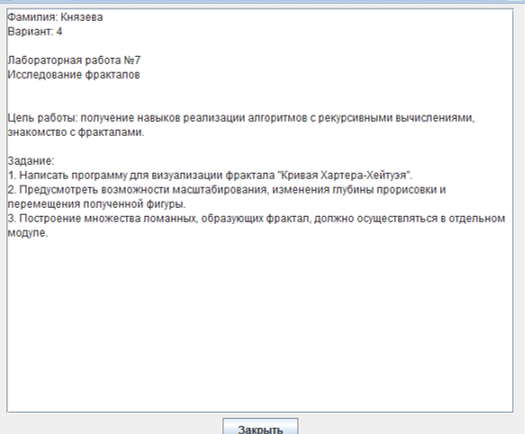 Фамилия: Князева
Вариант: 4
Лабораторная работа №7
Исследование фракталов
Цель работы: получение навыков реализации алгоритмов с рекурсивными вычислениями,
знакомство с фракталами.
Задание:
1. Написать программу для визуализации фрактала "Кривая Хартера-Хейтуэя".
2. Предусмотреть возможности масштабирования, изменения глубины прорисовки и
перемещения полученной фигуры.
3. Построение множества ломанных, образующих фрактал, должно осуществляться в отдельном
модуле.
Закрыть